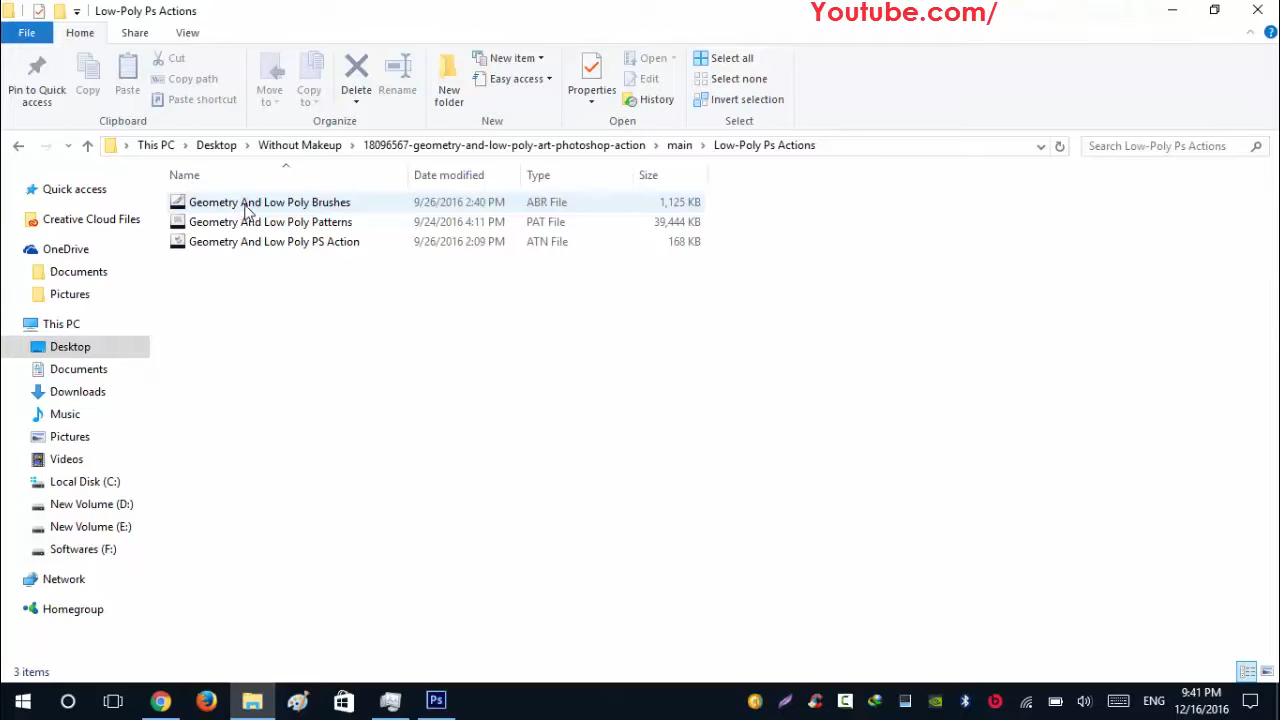 Low-Poly Ps Actions
Youtube.com/
File Home Share View
Pin to Quick access
Copy
Paste
Cut
Copy path
Paste shortcut
Clipboard
Move to
Copy to
Delete
Rename
Organize
New folder
New item
Easy access
New
Properties
Open
Edit
History
Open
Select all
Select none
Invert selection
Select
This PC Desktop Without Makeup 18096567-geometry-and-low-poly-art-photoshop-action main Low-Poly Ps Actions
Search Low-Poly Ps Actions
Name Date modified Type Size
Geometry And Low Poly Brushes 9/26/2016 2:40 PM ABR File 1,125 KB
Geometry And Low Poly Patterns 9/24/2016 4:11 PM PAT File 39,444 KB
Geometry And Low Poly PS Action 9/26/2016 2:09 PM ATN File 168 KB
Quick access
Creative Cloud Files
OneDrive
Documents
Pictures
This PC
Desktop
Documents
Downloads
Music
Pictures
Videos
Local Disk (C:)
New Volume (D:)
New Volume (E:)
Softwares (F:)
Network
Homegroup
3 items
Ps
ENG
9:41 PM
12/16/2016